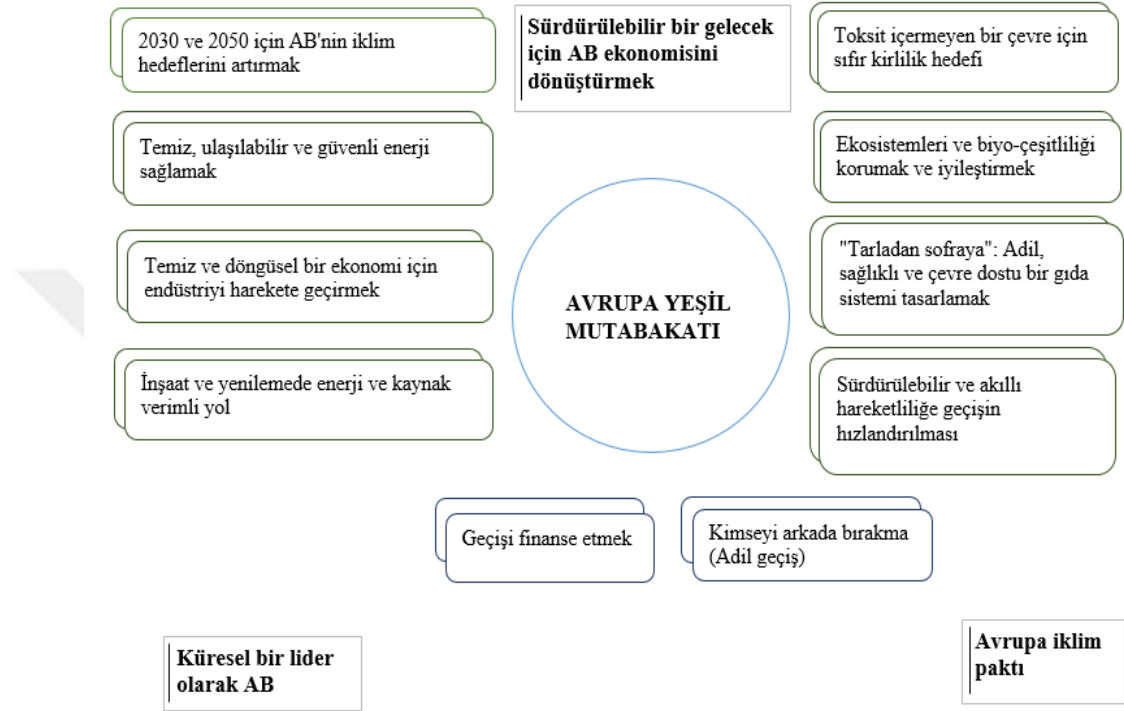 2030 ve 2050 için AB'nin iklim
hedeflerini artırmak
Sürdürülebilir bir gelecek
için AB ekonomisini
dönüştürmek
Toksit içermeyen bir çevre için
sıfır kirlilik hedefi
Temiz, ulaşılabilir ve güvenli enerji
sağlamak
Ekosistemleri ve biyo-çeşitliliği
korumak ve iyileştirmek
Temiz ve döngüsel bir ekonomi için
endüstriyi harekete geçirmek
AVRUPA YEŞİL
MUTABAKATI
"Tarladan sofraya": Adil,
sağlıklı ve çevre dostu bir gıda
sistemi tasarlamak
İnşaat ve yenilemede enerji ve kaynak
verimli yol
Sürdürülebilir ve akıllı
hareketliliğe geçişin
hızlandırılması
Geçişi finanse etmek
Kimseyi arkada bırakma
(Adil geçiş)
Küresel bir lider
olarak AB
Avrupa iklim
paktı